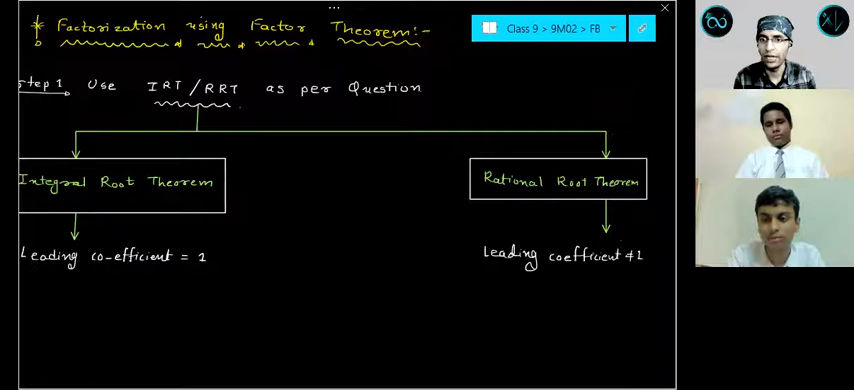 * Factorization using Factor Theorem:-
Class 9 > 9M02 > FB
Step 1 Use IRT/RRT as per Question
Integral Root Theorem
Rational Root Theorem
Leading co-efficient = 1
Leading coefficient ≠ 1